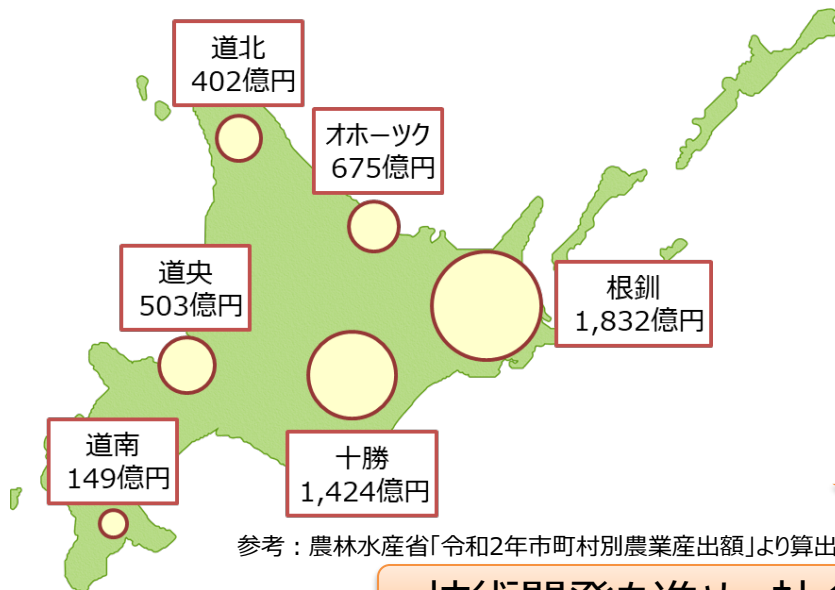 道北
402億円
オホーツク
675億円
道央
503億円
根釧
1,832億円
道南
149億円
十勝
1,424億円
参考：農林水産省「令和2年市町村別農業産出額」より算出